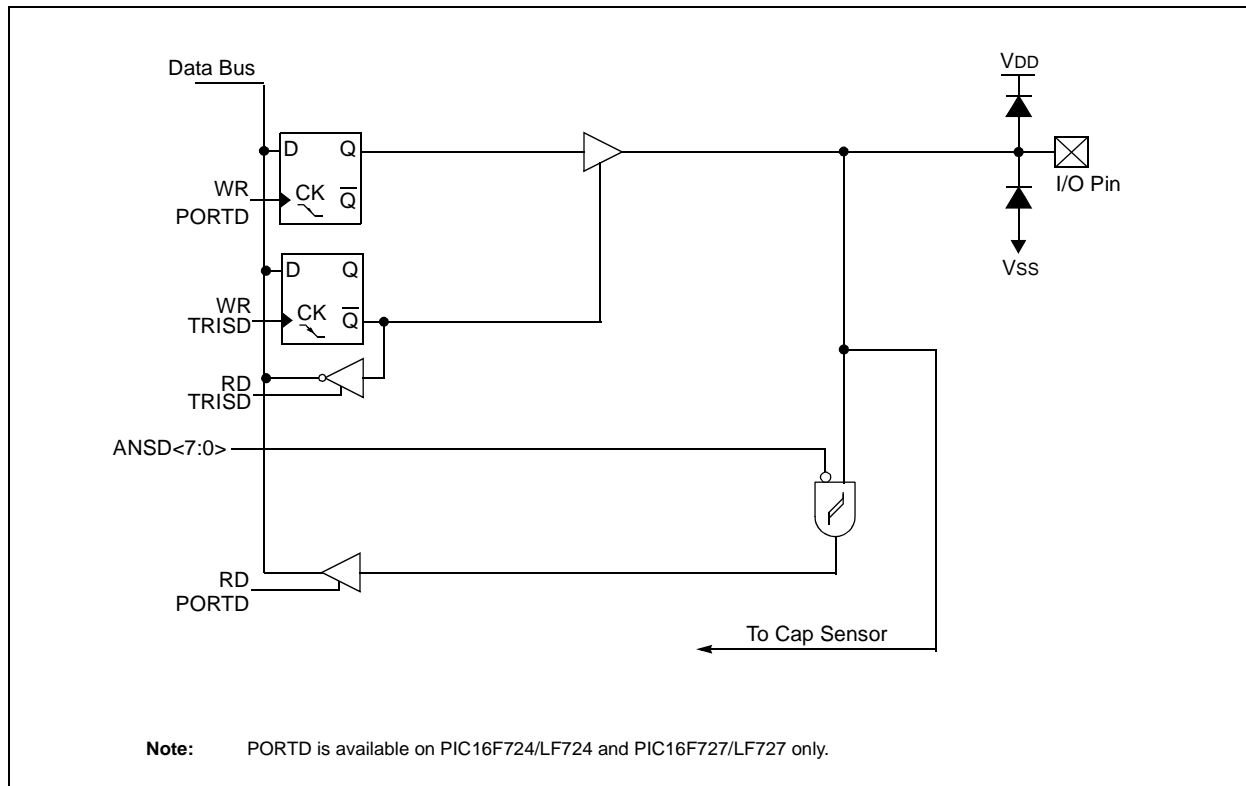 Data Bus
VDD
D Q
WR
PORTD
CK Q
I/O Pin
D Q
VSS
WR
TRISD
CK Q
RD
TRISD
ANSD<7:0>
RD
PORTD
To Cap Sensor
Note: PORTD is available on PIC16F724/LF724 and PIC16F727/LF727 only.